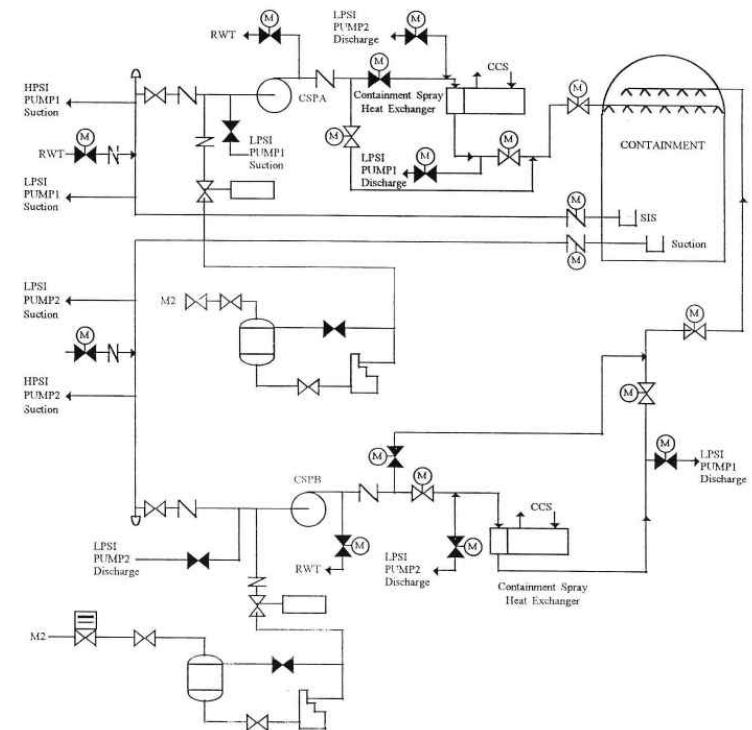 M
LPSI
PUMP2
Discharge
RWT
M
M
CCS
HPSI
PUMP1
Suction
CSPA
Containment Spray
Heat Exchanger
M
M
M
RWT
LPSI
PUMP1
Suction
LPSI
PUMP1
Discharge
M
M
CONTAINMENT
LPSI
PUMP1
Suction
M
SIS
Suction
M
LPSI
PUMP2
Suction
M2
M
M
HPSI
PUMP2
Suction
M
M
M
M
LPSI
PUMP1
Discharge
CSPB
CCS
LPSI
PUMP2
Discharge
M
RWT
M
LPSI
PUMP2
Discharge
Containment Spray
Heat Exchanger
M2